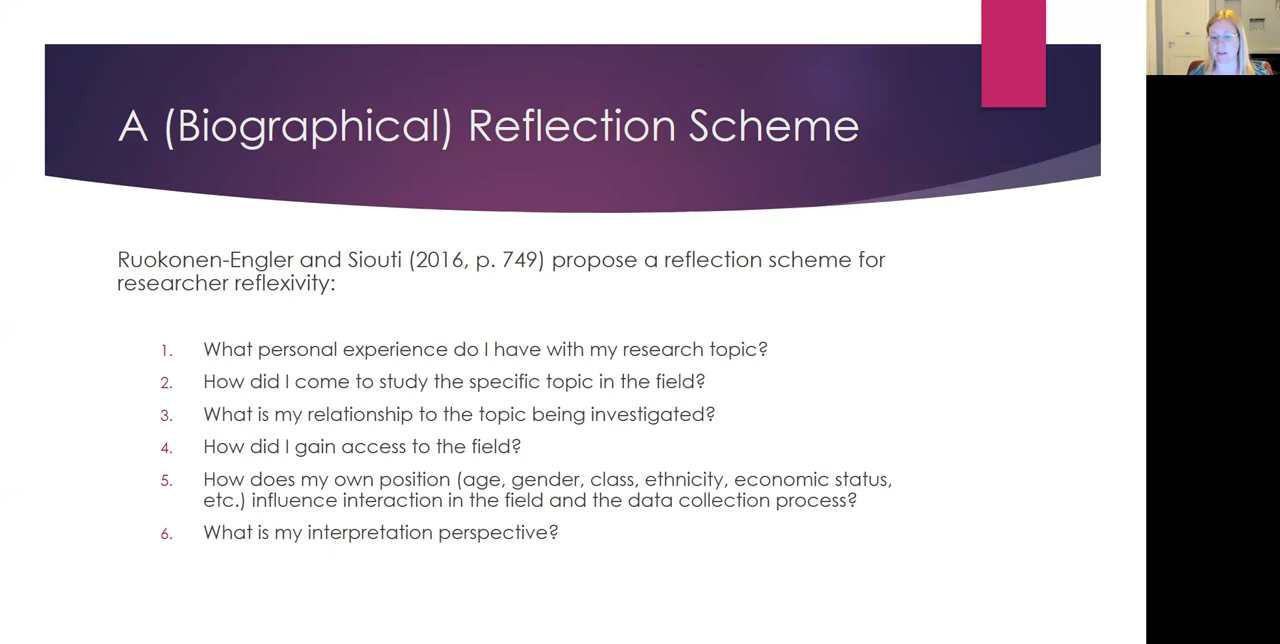 A (Biographical) Reflection Scheme
Ruokonen-Engler and Siouti (2016, p. 749) propose a reflection scheme for
researcher reflexivity:
1. What personal experience do I have with my research topic?
2. How did I come to study the specific topic in the field?
3. What is my relationship to the topic being investigated?
4. How did I gain access to the field?
5. How does my own position (age, gender, class, ethnicity, economic status,
etc.) influence interaction in the field and the data collection process?
6. What is my interpretation perspective?